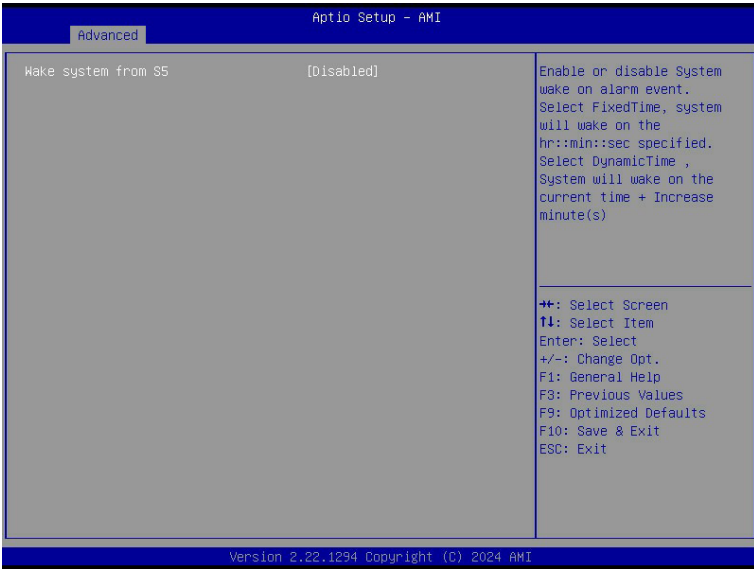 Aptio Setup – AMI
Advanced
Wake system from S5 [Disabled]
Enable or disable System
wake on alarm event.
Select FixedTime, system
will wake on the
hr::min::sec specified.
Select DynamicTime ,
System will wake on the
current time + Increase
minute(s)
→←: Select Screen
↑↓: Select Item
Enter: Select
+/-: Change Opt.
F1: General Help
F3: Previous Values
F9: Optimized Defaults
F10: Save & Exit
ESC: Exit
Version 2.22.1294 Copyright (C) 2024 AMI